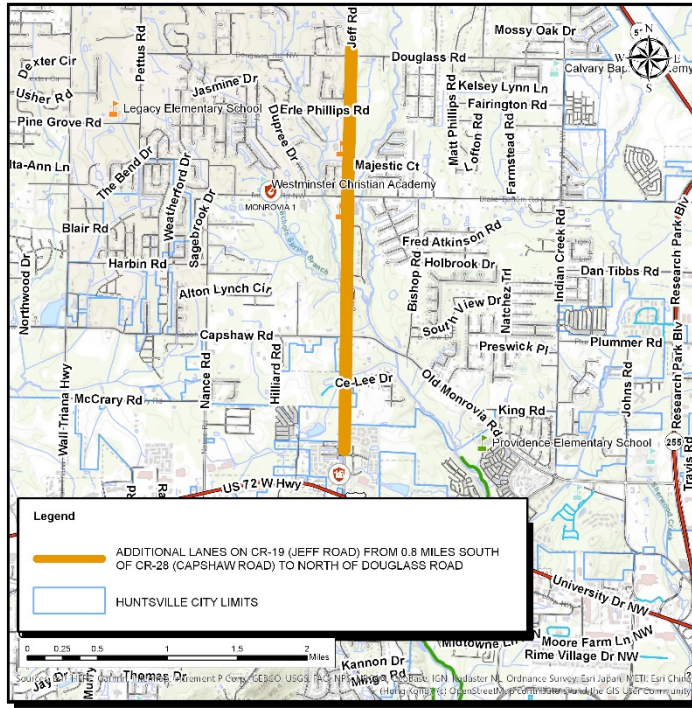 Mossy Oak Dr
N
W
E
S
Jeff Rd
Douglass Rd
Calvary Bap
Dexter Cir
Pettus Rd
Usher Rd
Jasmine Dr
Kelsey Lynn Ln
Legacy Elementary School
Erle Phillips Rd
Fairington Rd
Pine Grove Rd
Dupree Dr
Matt Phillips Rd
Lofton Rd
Farmstead Rd
lta-Ann Ln
The Bend Dr
Majestic Ct
Weatherford Dr
Westminster Christian Academy
MONROVIA 1
Sagebrook Dr
Blair Rd
Fred Atkinson Rd
Harbin Rd
Bishop Rd
Holbrook Dr
Indian Creek Rd
Dan Tibbs Rd
Research Park Blv
Northwood Dr
Alton Lynch Cir
South View Dr
Natchez Trl
Capshaw Rd
Preswick Pl
Plummer Rd
Research Park Blv
Wall-Triana Hwy
Nance Rd
Hilliard Rd
Ce-Lee Dr
Old Monrovia Rd
McCrary Rd
King Rd
Johns Rd
Providence Elementary School
255
Travis Rd
US 72 W Hwy
16
Legend
ADDITIONAL LANES ON CR-19 (JEFF ROAD) FROM 0.8 MILES SOUTH
OF CR-28 (CAPSHAW ROAD) TO NORTH OF DOUGLASS ROAD
HUNTSVILLE CITY LIMITS
University Dr NW
0 0.25 0.5 1 1.5 2
Miles
Moore Farm Ln NW
Rime Village Dr NW
Kannon Dr
Mingo Rd
Thomas Dr